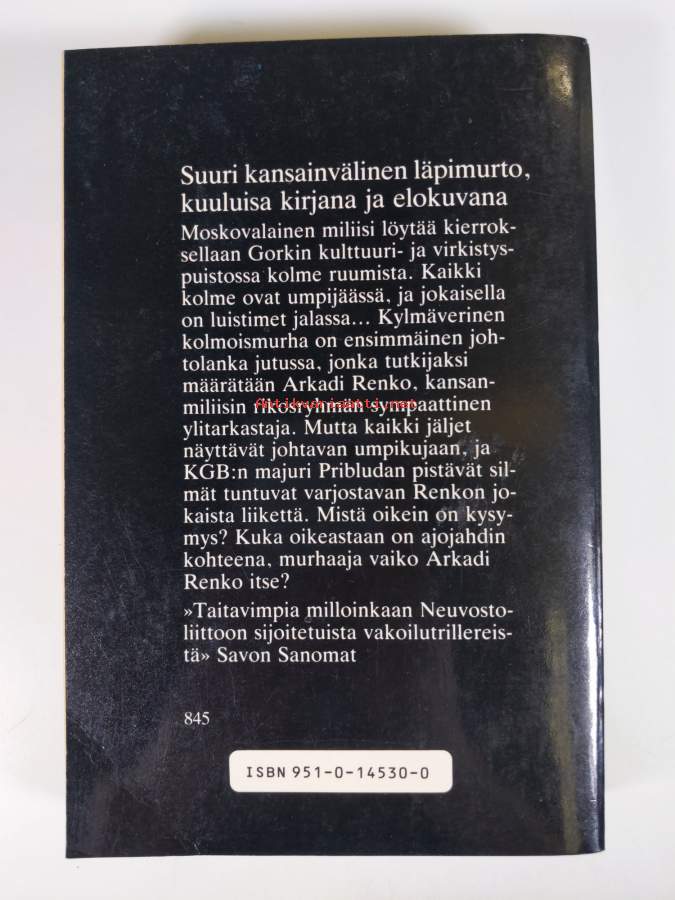 Suuri kansainvälinen läpimurto,
kuuluisa kirjana ja elokuvana
Moskovalainen miliisi löytää kierrok-
sellaan Gorkin kulttuuri- ja virkistys-
puistossa kolme ruumista. Kaikki
kolme ovat umpijäässä, ja jokaisella
on luistimet jalassa... Kylmäverinen
kolmoismurha on ensimmäinen joh-
tolanka jutussa, jonka tutkijaksi
määrätään Arkadi Renko, kansan-
miliisin rikosryhmän sympaattinen
antikvariaatti.net
ylitarkastaja. Mutta kaikki jäljet
näyttävät johtavan umpikujaan, ja
KGB:n majuri Pribludan pistävät sil-
mät tuntuvat varjostavan Renkon jo-
kaista liikettä. Mistä oikein on kysy-
mys? Kuka oikeastaan on ajojahdin
kohteena, murhaaja vaiko Arkadi
Renko itse?
»Taitavimpia milloinkaan Neuvosto-
liittoon sijoitetuista vakoilutrillereis-
tä» Savon Sanomat
845
ISBN 951-0-14530-0